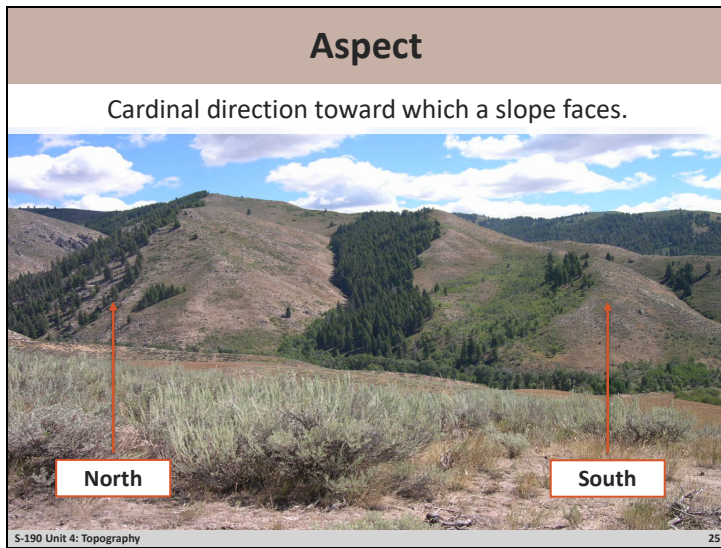 Aspect
Cardinal direction toward which a slope faces.
North
South
S-190 Unit 4: Topography
25